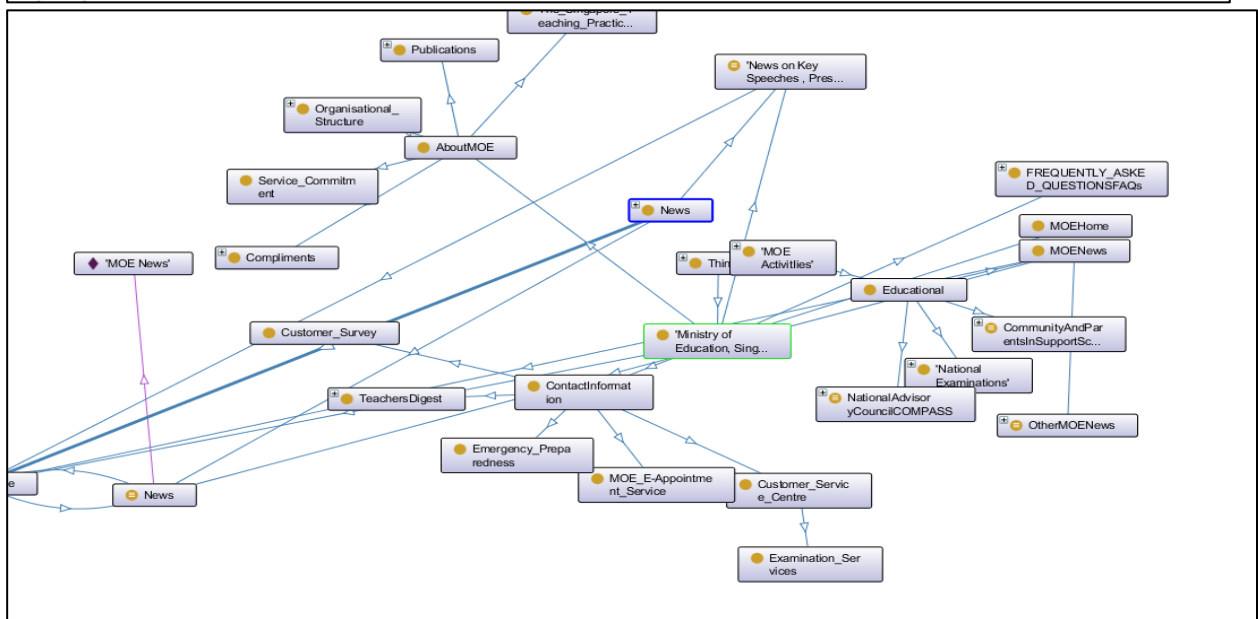 eaching_Practic...
Publications
'News on Key
Speeches , Pres...
Organisational_
Structure
AboutMOE
Service_Commitm
ent
FREQUENTLY_ASKE
D_QUESTIONSFAQs
News
MOEHome
MOENews
Compliments
'MOE News'
Thin
'MOE
Activitlies'
Educational
Customer_Survey
'Ministry of
Education, Sing...
CommunityAndPar
entsInSupportSc...
'National
Examinations'
ContactInformat
ion
TeachersDigest
NationalAdvisor
yCouncilCOMPASS
OtherMOENews
Emergency_Prepa
redness
MOE_E-Appointme
nt_Service
Customer_Servic
e_Centre
e
News
Examination_Ser
vices